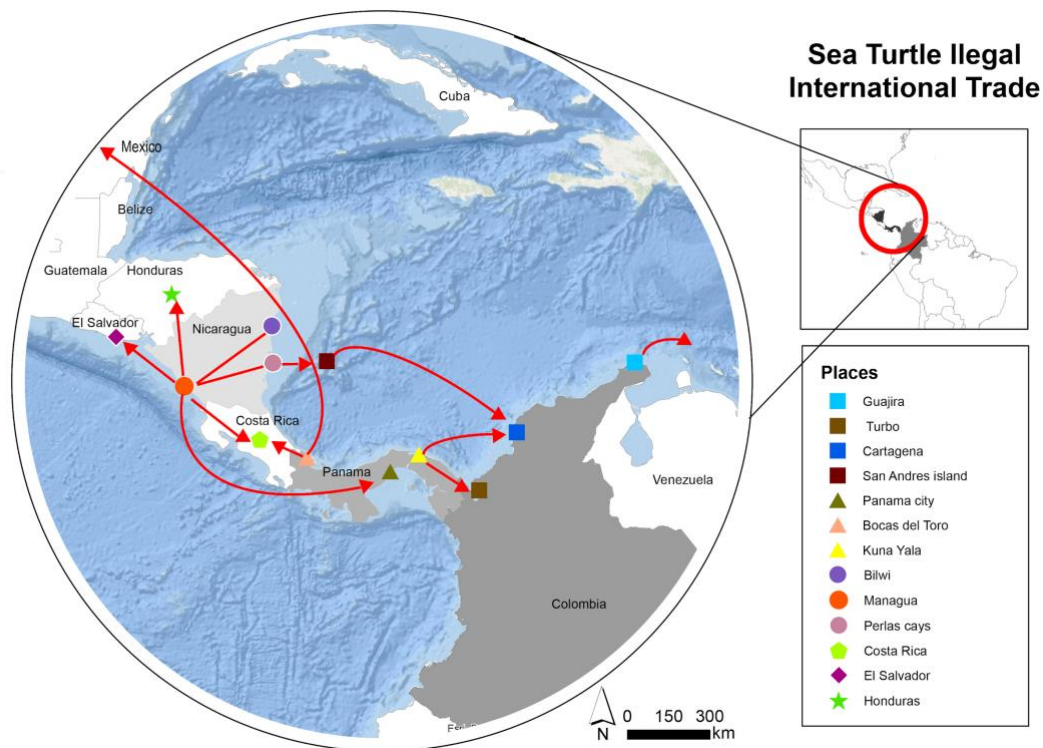 Sea Turtle Ilegal
International Trade
Cuba
Mexico
Belize
Guatemala
Honduras
El Salvador
Nicaragua
Costa Rica
Panama
Venezuela
Colombia
N
0 150 300
km
Places
Guajira
Turbo
Cartagena
San Andres island
Panama city
Bocas del Toro
Kuna Yala
Bilwi
Managua
Perlas cays
Costa Rica
El Salvador
Honduras